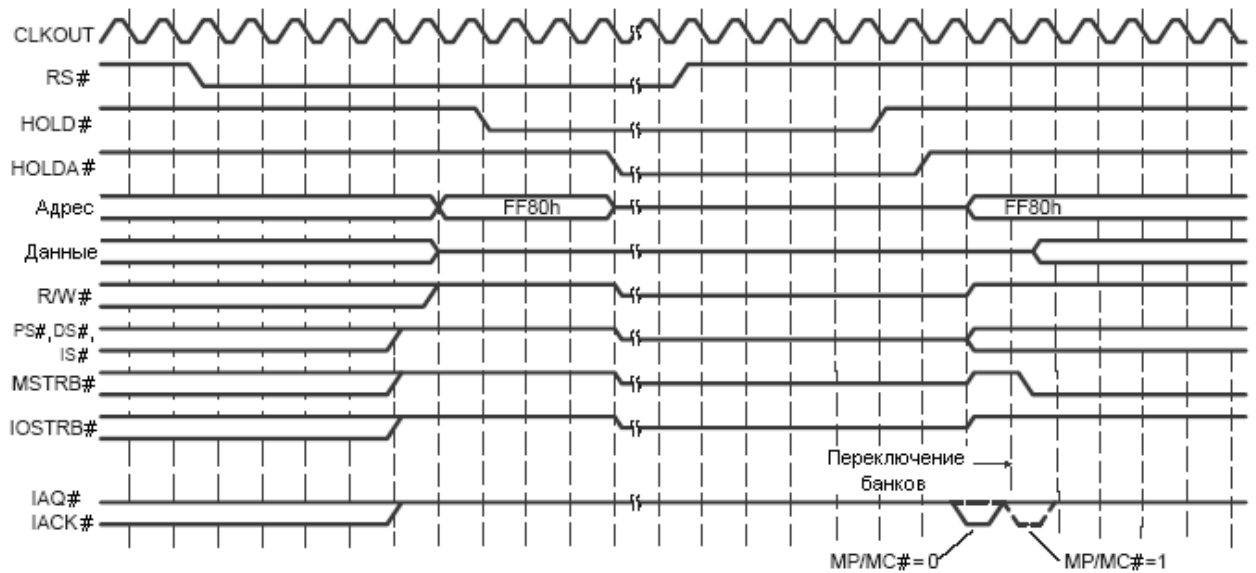 CLKOUT
RS#
HOLD#
HOLDA#
Адрес FF80h FF80h
Данные
R/W#
PS#,DS#,
IS#
MSTRB#
IOSTRB#
Переключение
банков
IAQ#
IACK#
MP/MC#=0 MP/MC#=1